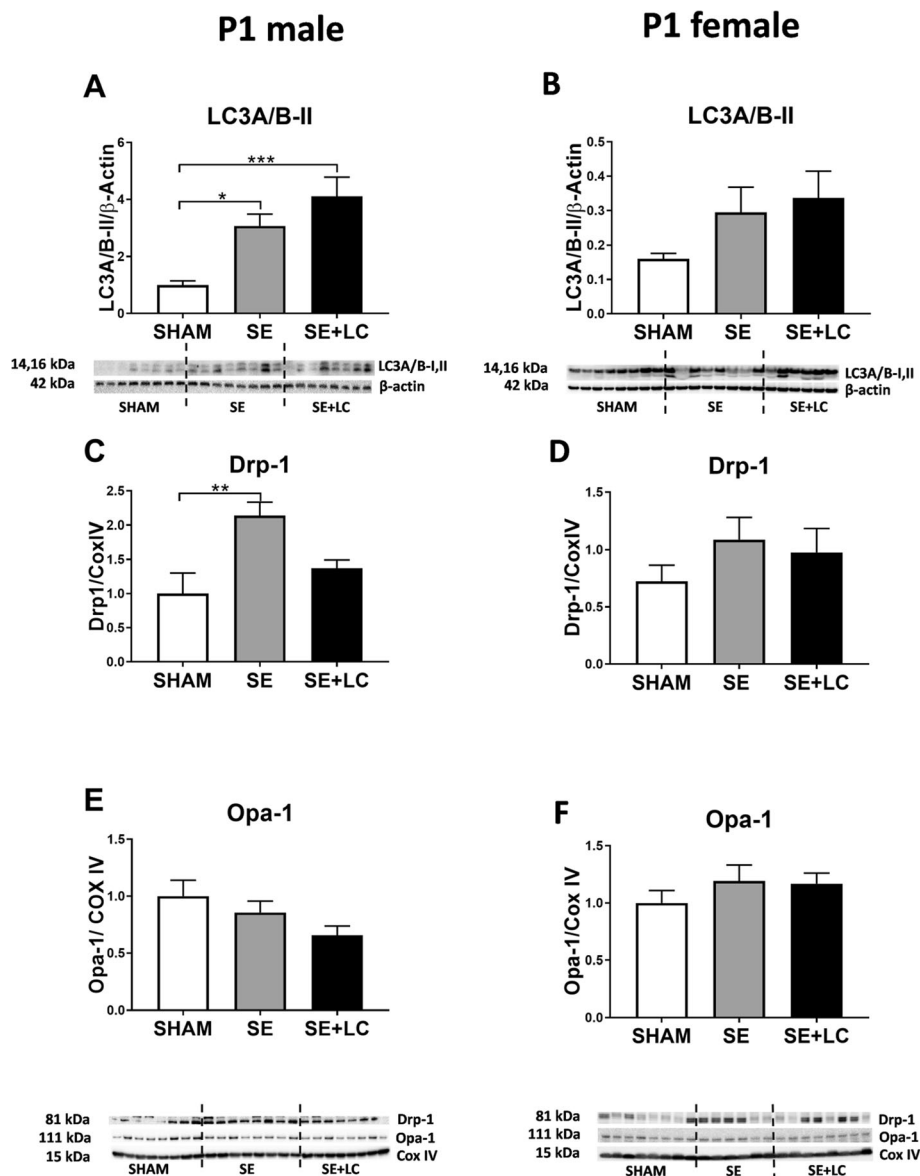 P1 male
P1 female
A
LC3A/B-II
LC3A/B-II/β-Actin
6
4
2
0
***
*
SHAM SE SE+LC
14,16 kDa
LC3A/B-I,II
42 kDa
β-actin
SHAM SE SE+LC
B
LC3A/B-II
LC3A/B-II/β-Actin
0.5
0.4
0.3
0.2
0.1
0.0
SHAM SE SE+LC
14,16 kDa
LC3A/B-I,II
42 kDa
β-actin
SHAM SE SE+LC
C
Drp-1
Drp1/CoxIV
2.5
2.0
1.5
1.0
0.5
0.0
**
SHAM SE SE+LC
D
Drp-1
Drp-1/CoxIV
1.5
1.0
0.5
0.0
SHAM SE SE+LC
E
Opa-1
Opa-1/ COX IV
1.5
1.0
0.5
0.0
SHAM SE SE+LC
F
Opa-1
Opa-1/Cox IV
1.5
1.0
0.5
0.0
SHAM SE SE+LC
81 kDa
Drp-1
111 kDa
Opa-1
15 kDa
Cox IV
SHAM SE SE+LC
81 kDa
Drp-1
111 kDa
Opa-1
15 kDa
Cox IV
SHAM SE SE+LC